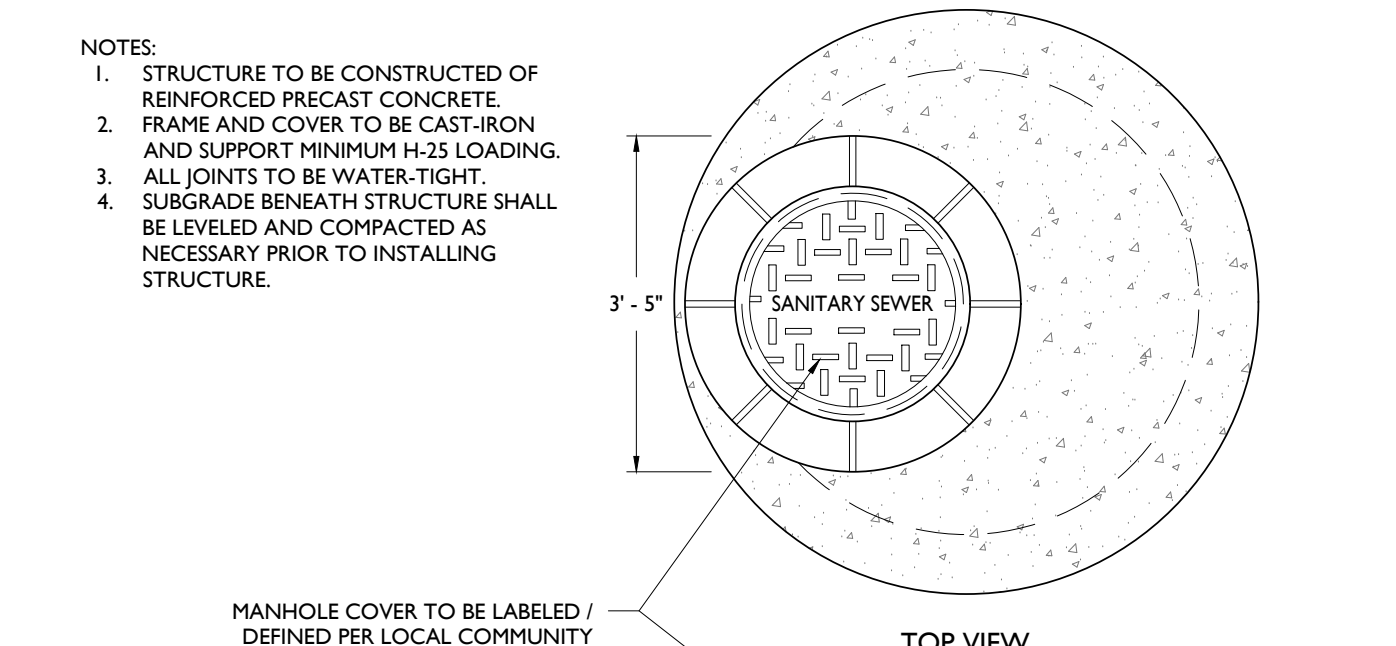 NOTES:
1. STRUCTURE TO BE CONSTRUCTED OF
REINFORCED PRECAST CONCRETE.
2. FRAME AND COVER TO BE CAST-IRON
AND SUPPORT MINIMUM H-25 LOADING.
3. ALL JOINTS TO BE WATER-TIGHT.
4. SUBGRADE BENEATH STRUCTURE SHALL
BE LEVELED AND COMPACTED AS
NECESSARY PRIOR TO INSTALLING
STRUCTURE.
3' - 5"
SANITARY SEWER
MANHOLE COVER TO BE LABELED /
DEFINED PER LOCAL COMMUNITY
TOP VIEW